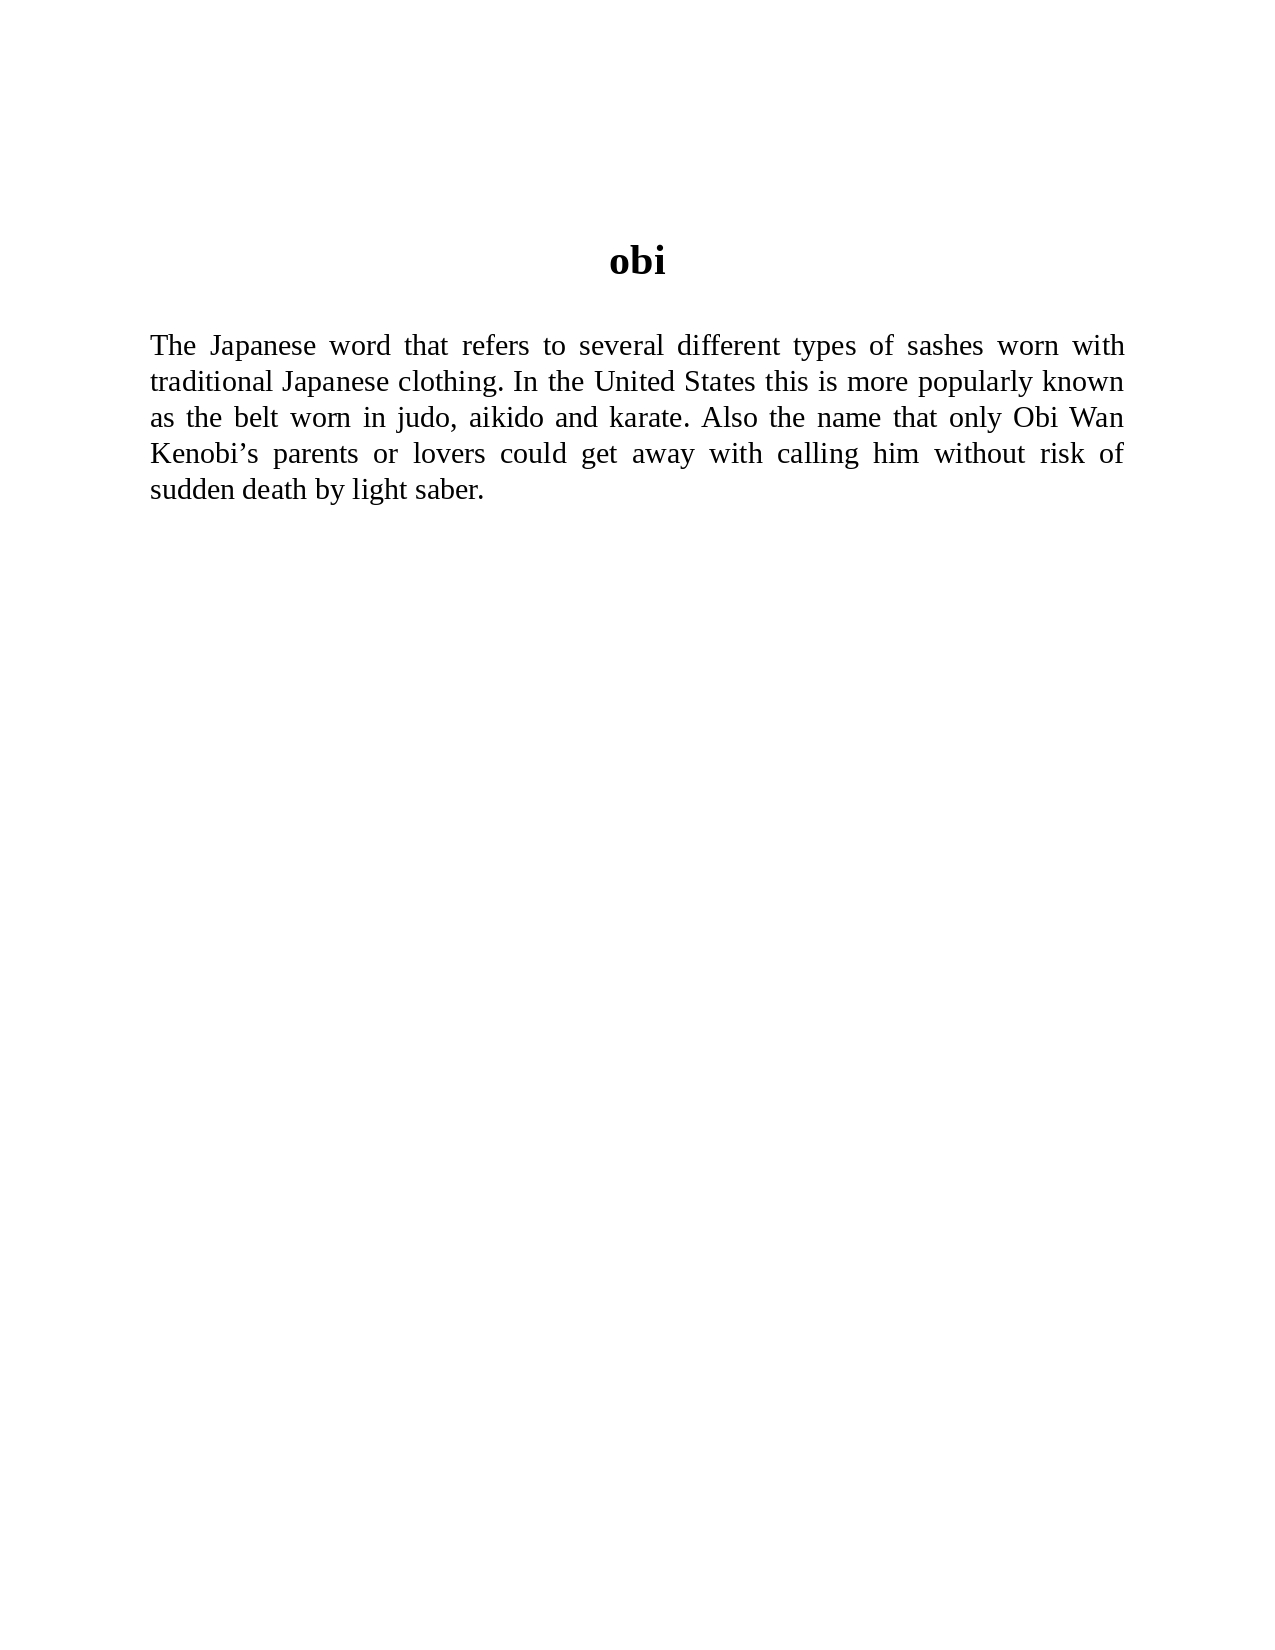 obi
The Japanese word that refers to several different types of sashes worn with
traditional Japanese clothing. In the United States this is more popularly known
as the belt worn in judo, aikido and karate. Also the name that only Obi Wan
Kenobi’s parents or lovers could get away with calling him without risk of
sudden death by light saber.